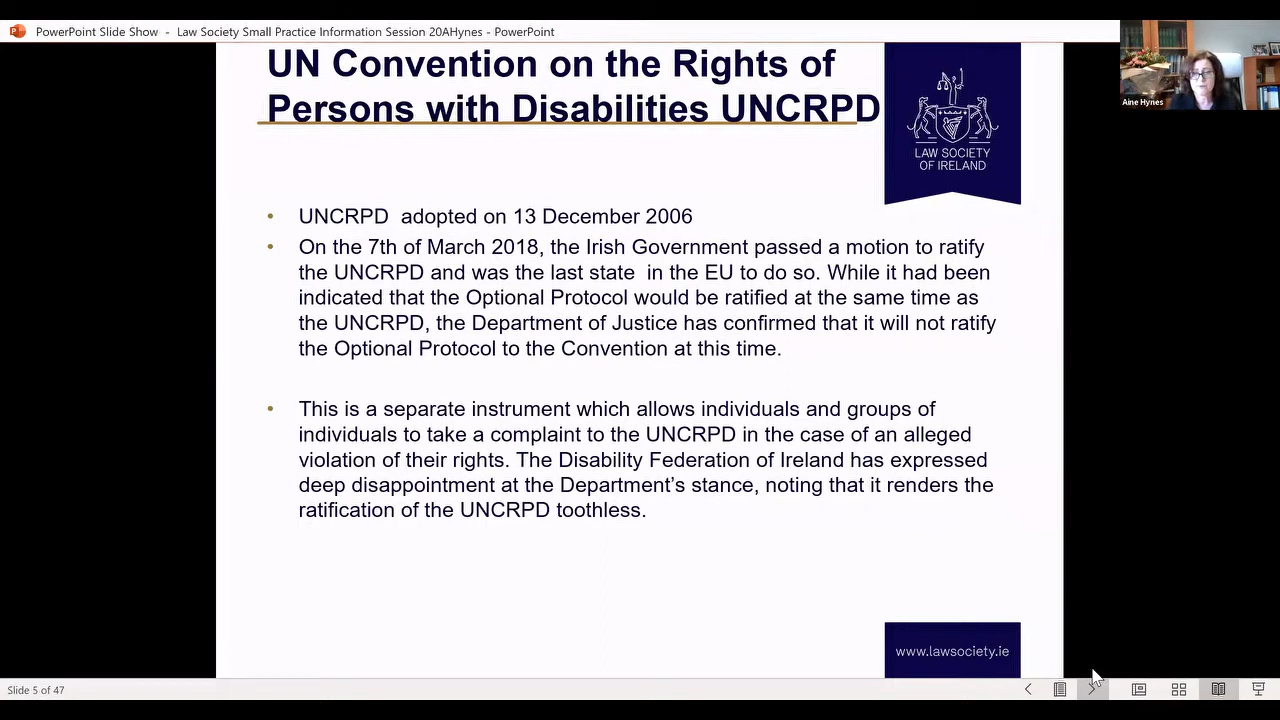 PowerPoint Slide Show - Law Society Small Practice Information Session 20AHynes - PowerPoint
UN Convention on the Rights of
Persons with Disabilities UNCRPD
LAW SOCIETY
OF IRELAND
Aine Hynes
• UNCRPD adopted on 13 December 2006
• On the 7th of March 2018, the Irish Government passed a motion to ratify
the UNCRPD and was the last state in the EU to do so. While it had been
indicated that the Optional Protocol would be ratified at the same time as
the UNCRPD, the Department of Justice has confirmed that it will not ratify
the Optional Protocol to the Convention at this time.
• This is a separate instrument which allows individuals and groups of
individuals to take a complaint to the UNCRPD in the case of an alleged
violation of their rights. The Disability Federation of Ireland has expressed
deep disappointment at the Department's stance, noting that it renders the
ratification of the UNCRPD toothless.
www.lawsociety.ie
Slide 5 of 47